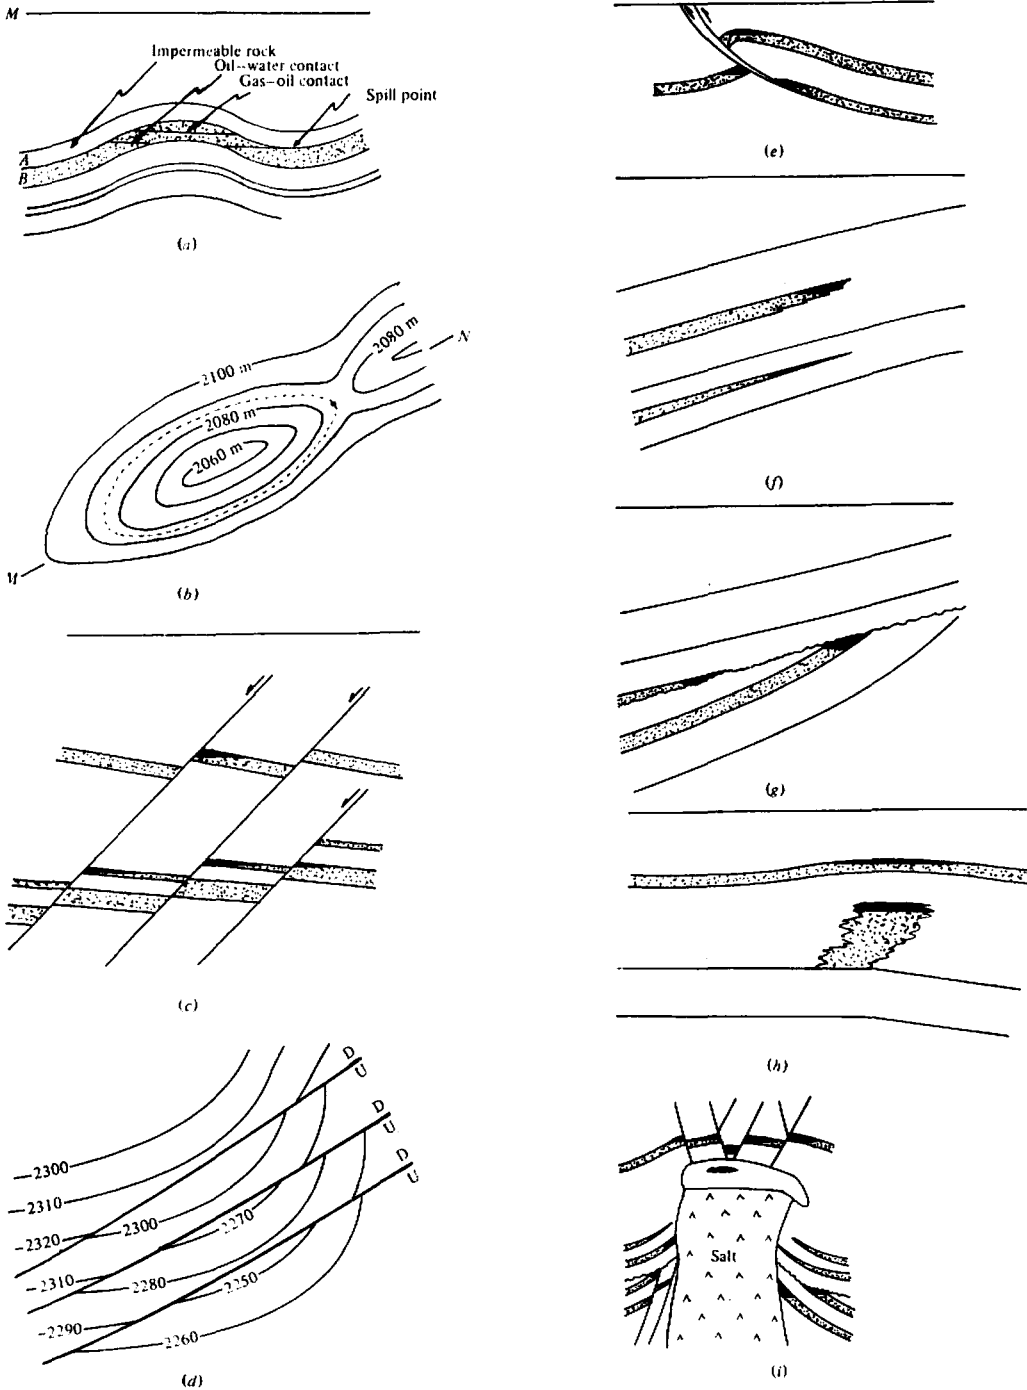 M
Impermeable rock
Oil–water contact
Gas–oil contact
Spill point
A
B
(a)
2100 m
2080 m
N
2080 m
2060 m
M
(b)
(c)
D
U
D
U
D
U
–2300
–2310
–2320
2300
2270
–2310
2280
2250
–2290
2260
(d)
(e)
(f)
(g)
(h)
Salt
(i)